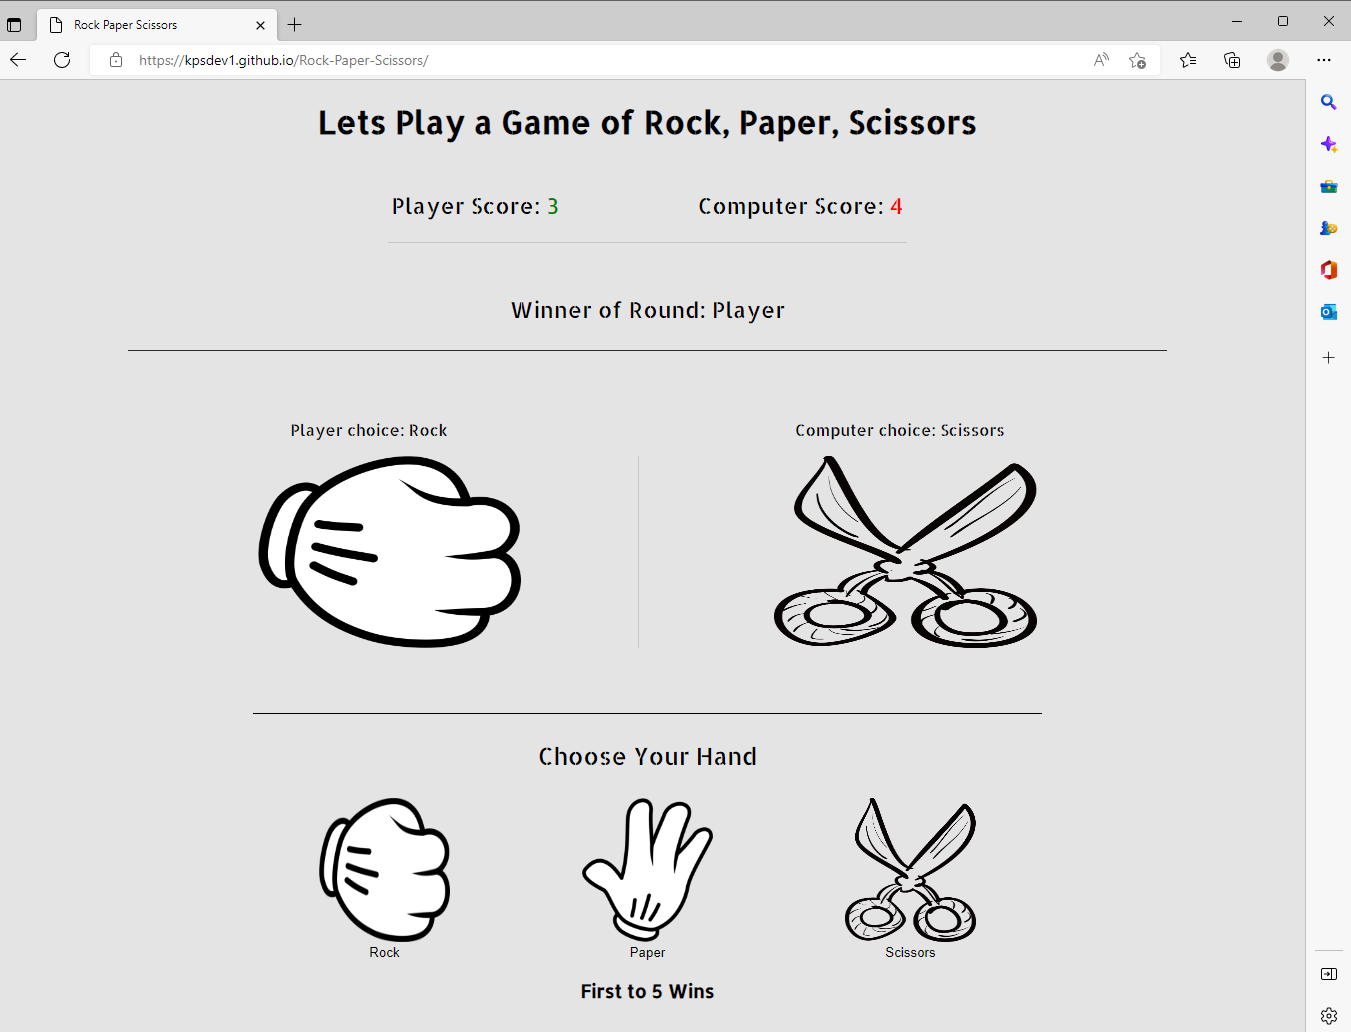 Rock Paper Scissors
https://kpsdev1.github.io/Rock-Paper-Scissors/
Lets Play a Game of Rock, Paper, Scissors
Player Score: 3
Computer Score: 4
Winner of Round: Player
Player choice: Rock
Computer choice: Scissors
Choose Your Hand
Rock
Paper
Scissors
First to 5 Wins